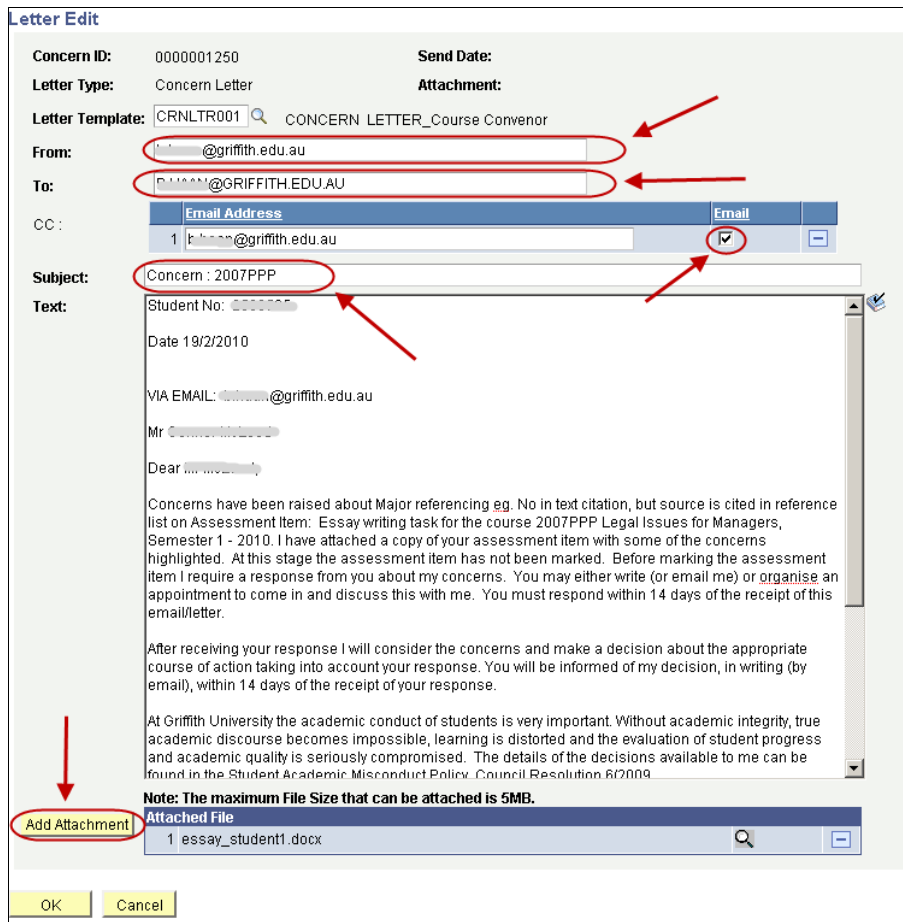 Letter Edit
Concern ID: 0000001250 Send Date:
Letter Type: Concern Letter Attachment:
Letter Template: CRNLTR001 CONCERN LETTER_Course Convenor
From: @griffith.edu.au
To: @GRIFFITH.EDU.AU
CC : Email Address Email
1 @griffith.edu.au
Subject: Concern : 2007PPP
Text: Student No:
Date 19/2/2010
VIA EMAIL: @griffith.edu.au
Mr
Dear
Concerns have been raised about Major referencing eg. No in text citation, but source is cited in reference
list on Assessment Item: Essay writing task for the course 2007PPP Legal Issues for Managers,
Semester 1 - 2010. I have attached a copy of your assessment item with some of the concerns
highlighted. At this stage the assessment item has not been marked. Before marking the assessment
item I require a response from you about my concerns. You may either write (or email me) or organise an
appointment to come in and discuss this with me. You must respond within 14 days of the receipt of this
email/letter.
After receiving your response I will consider the concerns and make a decision about the appropriate
course of action taking into account your response. You will be informed of my decision, in writing (by
email), within 14 days of the receipt of your response.
At Griffith University the academic conduct of students is very important. Without academic integrity, true
academic discourse becomes impossible, learning is distorted and the evaluation of student progress
and academic quality is seriously compromised. The details of the decisions available to me can be
found in the Student Academic Misconduct Policy, Council Resolution 6/2009
Note: The maximum File Size that can be attached is 5MB.
Add Attachment Attached File
1 essay_student1.docx
OK Cancel